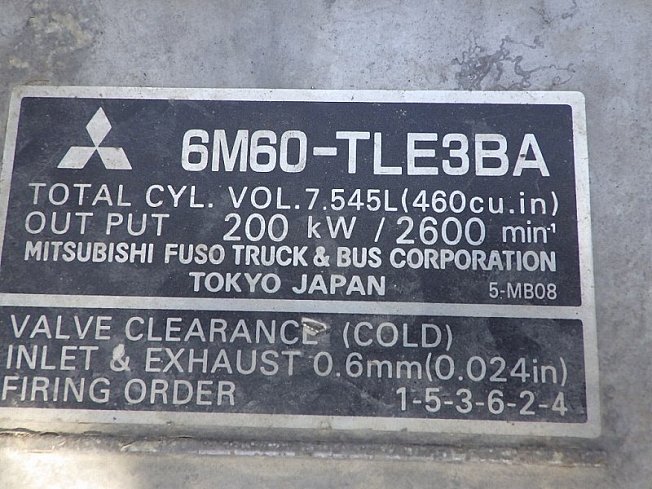 6M60-TLE3BA
TOTAL CYL. VOL.7.545L(460cu.in)
OUT PUT 200 kW / 2600 min-1
MITSUBISHI FUSO TRUCK & BUS CORPORATION
TOKYO JAPAN 5-MB08
VALVE CLEARANCE (COLD)
INLET & EXHAUST 0.6mm(0.024in)
FIRING ORDER 1-5-3-6-2-4